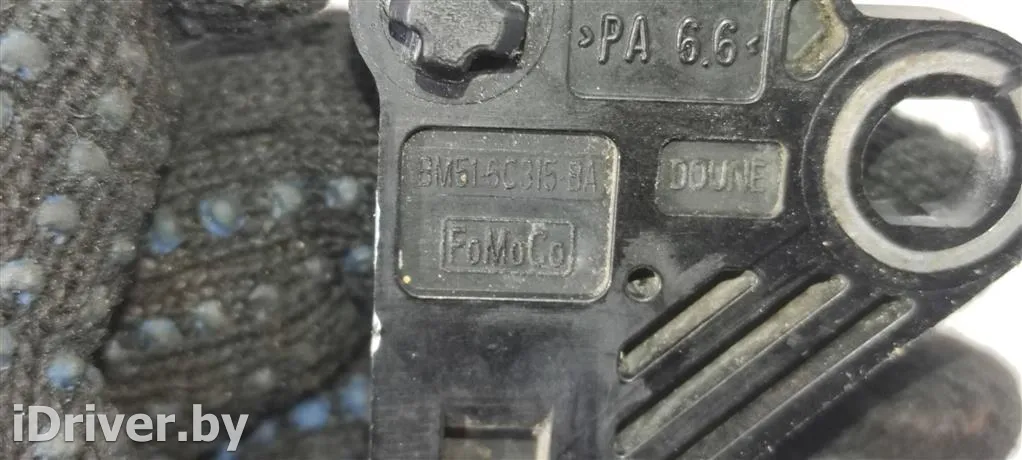 >PA 6.6<
BM51-6C315-BA
DOUNE
FoMoCo
iDriver.by